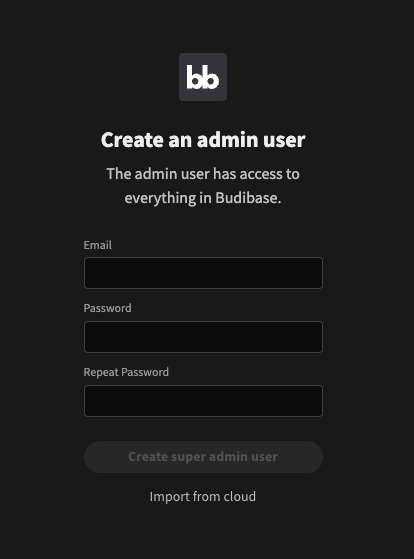 bb
Create an admin user
The admin user has access to
everything in Budibase.
Email
Password
Repeat Password
Create super admin user
Import from cloud